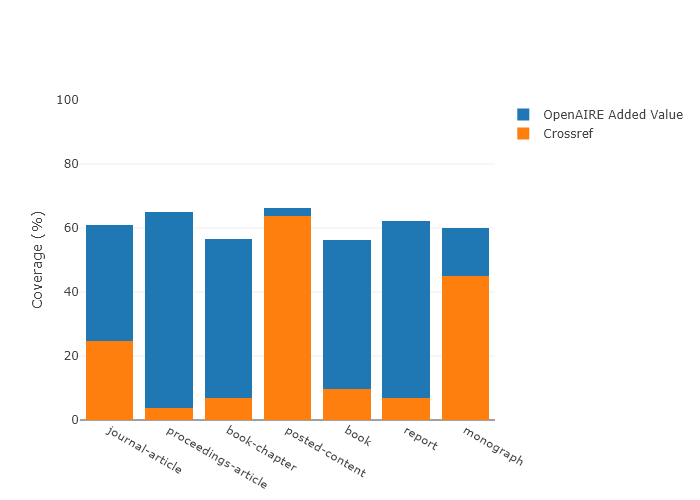 100
80
60
40
20
0
Coverage (%)
OpenAIRE Added Value
Crossref
journal-article
proceedings-article
book-chapter
posted-content
book
report
monograph